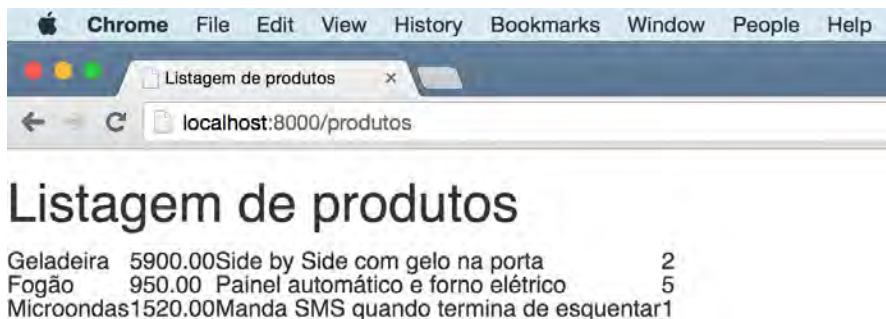 Chrome File Edit View History Bookmarks Window People Help
Listagem de produtos ×
localhost:8000/produtos
Listagem de produtos
Geladeira 5900.00Side by Side com gelo na porta 2
Fogão 950.00 Painel automático e forno elétrico 5
Microondas1520.00Manda SMS quando termina de esquentar1